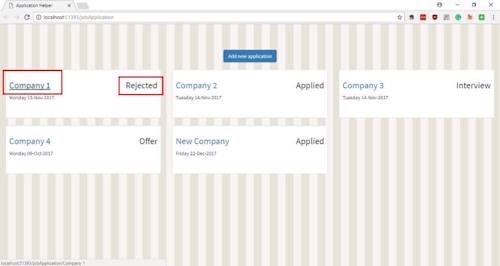 Application Helper
localhost:51393/JobApplication
Add new application
Company 1 Rejected
Monday 13-Nov-2017
Company 2 Applied
Tuesday 14-Nov-2017
Company 3 Interview
Tuesday 14-Nov-2017
Company 4 Offer
Monday 09-Oct-2017
New Company Applied
Friday 22-Dec-2017
localhost:51393/JobApplication/Company 1